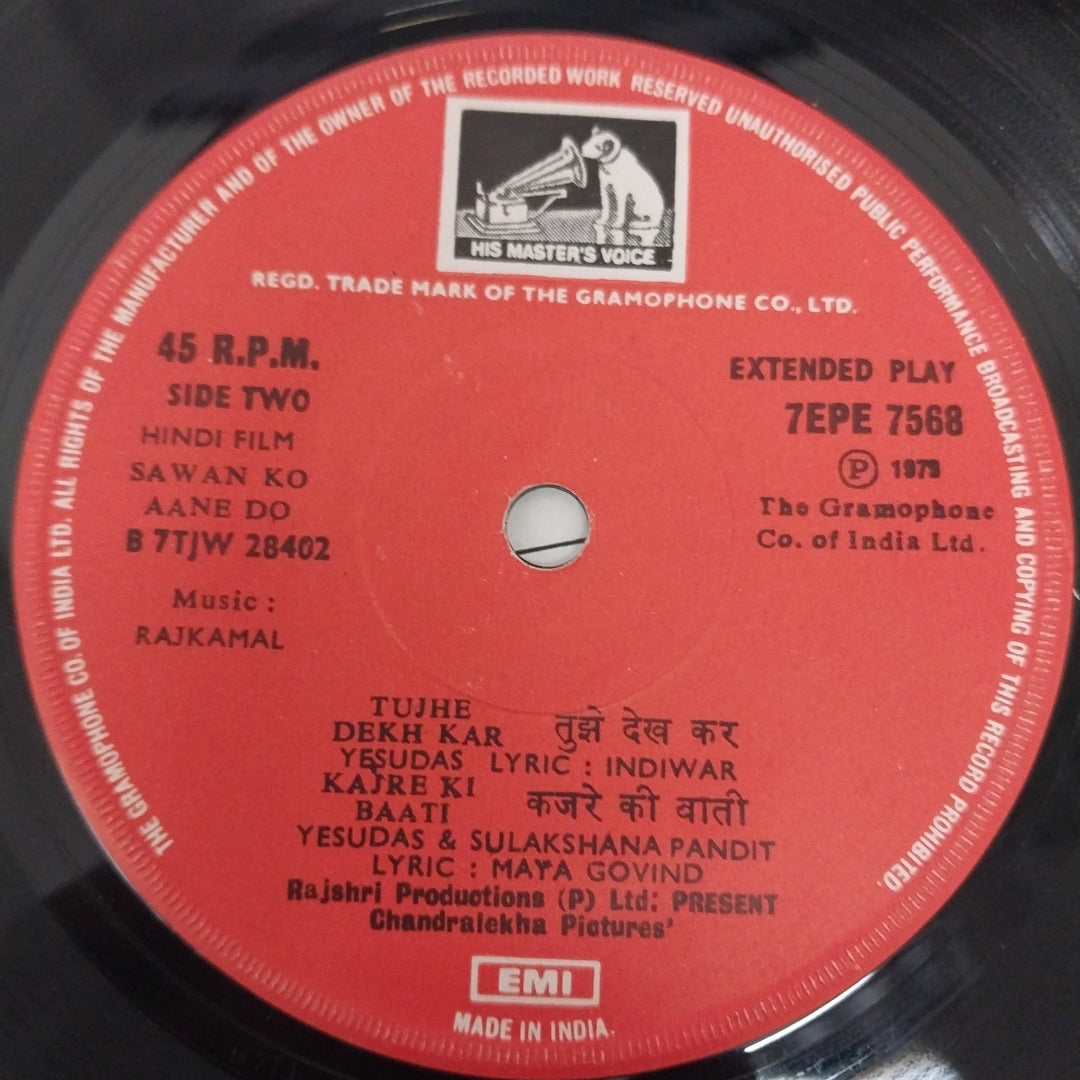 THE GRAMOPHONE CO. OF INDIA LTD. ALL RIGHTS OF THE MANUFACTURER AND OF THE OWNER OF THE RECORDED WORK RESERVED UNAUTHORISED PUBLIC PERFORMANCE BROADCASTING AND COPYING OF THIS RECORD PROHIBITED.
HIS MASTER'S VOICE
REGD. TRADE MARK OF THE GRAMOPHONE CO., LTD.
45 R.P.M.
SIDE TWO
HINDI FILM
SAWAN KO
AANE DO
B 7TJW 28402
Music :
RAJKAMAL
EXTENDED PLAY
7EPE 7568
Ⓟ 1979
The Gramophone
Co. of India Ltd.
TUJHE
DEKH KAR तुझे देख कर
YESUDAS LYRIC : INDIWAR
KAJRE KI
BAATI कजरे की बाती
YESUDAS & SULAKSHANA PANDIT
LYRIC : MAYA GOVIND
Rajshri Productions (P) Ltd: PRESENT
Chandralekha Pictures'
EMI
MADE IN INDIA.